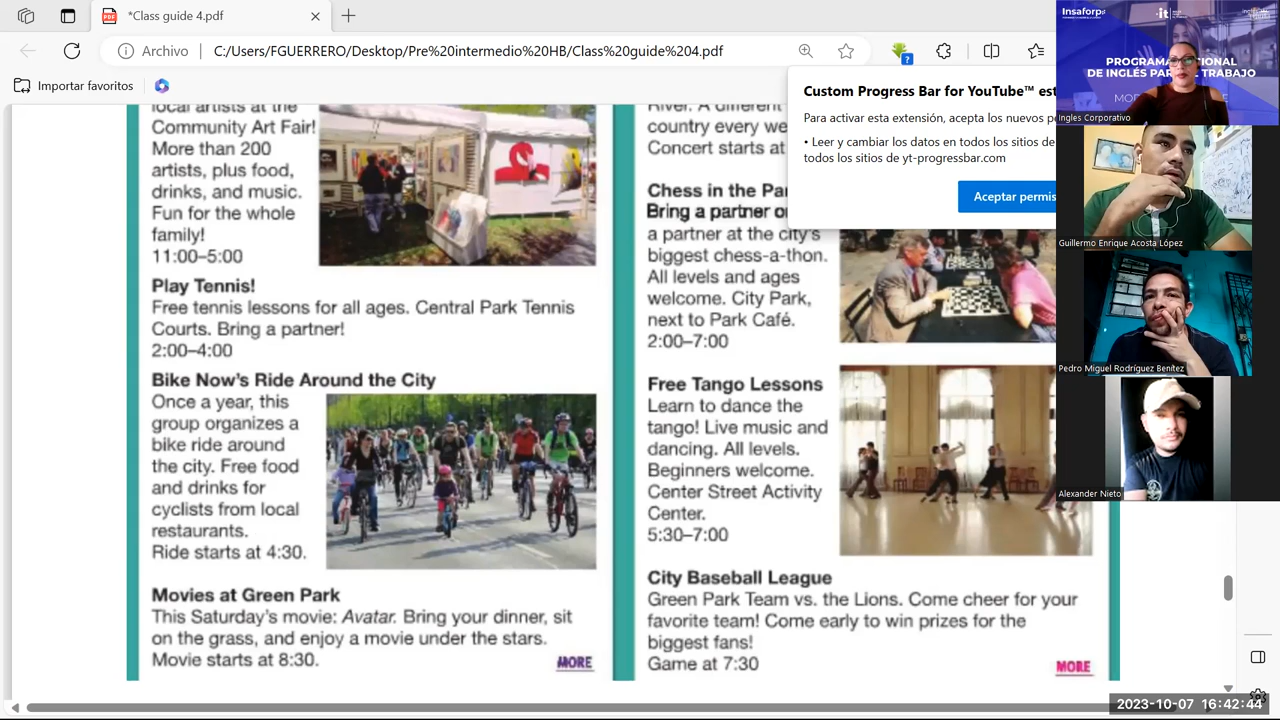 *Class guide 4.pdf
Archivo
C:/Users/FGUERRERO/Desktop/Pre%20intermedio%20HB/Class%20guide%204.pdf
Importar favoritos
Custom Progress Bar for YouTube™ est
Para activar esta extensión, acepta los nuevos pe
• Leer y cambiar los datos en todos los sitios de
todos los sitios de yt-progressbar.com
Aceptar permis
local artists at the
Community Art Fair!
More than 200
artists, plus food,
drinks, and music.
Fun for the whole
family!
11:00–5:00
Play Tennis!
Free tennis lessons for all ages. Central Park Tennis
Courts. Bring a partner!
2:00–4:00
Bike Now's Ride Around the City
Once a year, this
group organizes a
bike ride around
the city. Free food
and drinks for
cyclists from local
restaurants.
Ride starts at 4:30.
Movies at Green Park
This Saturday's movie: Avatar. Bring your dinner, sit
on the grass, and enjoy a movie under the stars.
Movie starts at 8:30.
MORE
River. A different
country every we
Concert starts at
Chess in the Par
Bring a partner o
a partner at the city's
biggest chess-a-thon.
All levels and ages
welcome. City Park,
next to Park Café.
2:00–7:00
Free Tango Lessons
Learn to dance the
tango! Live music and
dancing. All levels.
Beginners welcome.
Center Street Activity
Center.
5:30–7:00
City Baseball League
Green Park Team vs. the Lions. Come cheer for your
favorite team! Come early to win prizes for the
biggest fans!
Game at 7:30
MORE
Insaforp
it
DE INGLÉS PAR L TRABAJO
Ingles Corporativo
Guillermo Enrique Acosta López
Pedro Miguel Rodríguez Benítez
Alexander Nieto
2023-10-07 16:42:44